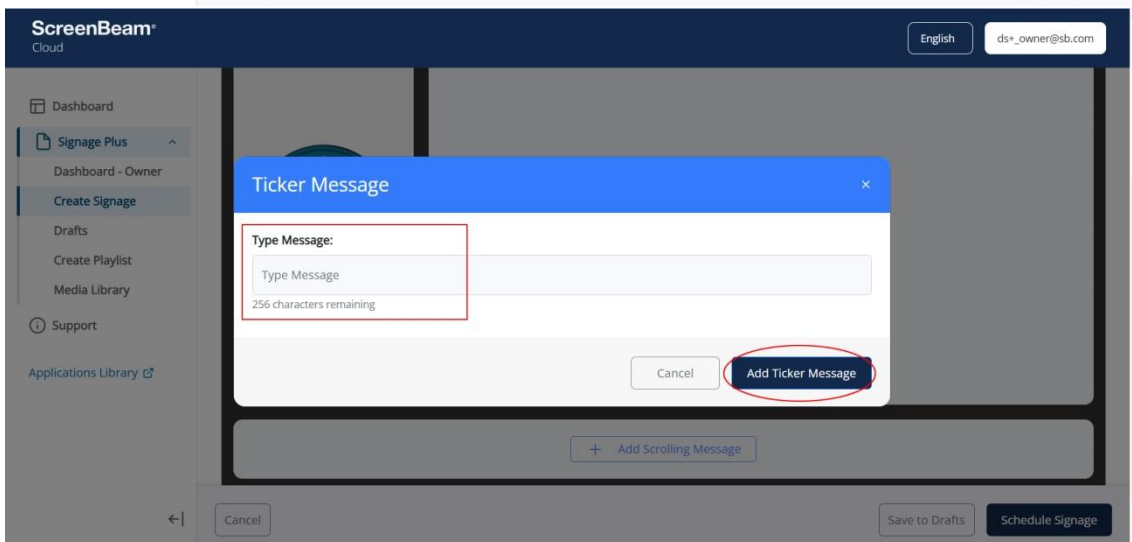 ScreenBeam®
Cloud
English
ds+_owner@sb.com
Dashboard
Signage Plus
Dashboard - Owner
Create Signage
Drafts
Create Playlist
Media Library
Support
Applications Library
Ticker Message
×
Type Message:
Type Message
256 characters remaining
Cancel
Add Ticker Message
+ Add Scrolling Message
Cancel
Save to Drafts
Schedule Signage